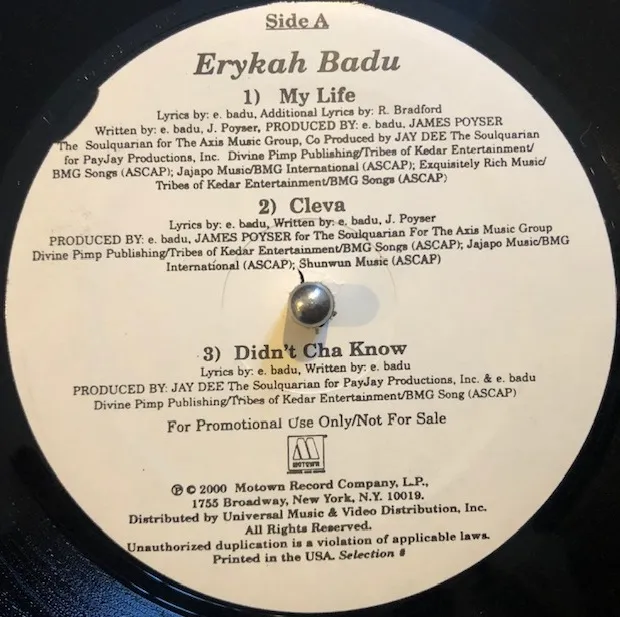 Side A
Erykah Badu
1) My Life
Lyrics by: e. badu, Additional Lyrics by: R. Bradford
Written by: e. badu, J. Poyser, PRODUCED BY: e. badu, JAMES POYSER
The Soulquarian for The Axis Music Group, Co Produced by JAY DEE The Soulquarian
for PayJay Productions, Inc. Divine Pimp Publishing/Tribes of Kedar Entertainment/
BMG Songs (ASCAP); Jajapo Music/BMG International (ASCAP); Exquisitely Rich Music/
Tribes of Kedar Entertainment/BMG Songs (ASCAP)
2) Cleva
Lyrics by: e. badu, Written by: e. badu, J. Poyser
PRODUCED BY: e. badu, JAMES POYSER for The Soulquarian For The Axis Music Group
Divine Pimp Publishing/Tribes of Kedar Entertainment/BMG Songs (ASCAP); Jajapo Music/BMG
International (ASCAP); Shunwun Music (ASCAP)
3) Didn't Cha Know
Lyrics by: e. badu, Written by: e. badu
PRODUCED BY: JAY DEE The Soulquarian for PayJay Productions, Inc. & e. badu
Divine Pimp Publishing/Tribes of Kedar Entertainment/BMG Song (ASCAP)
For Promotional Use Only/Not For Sale
MOTOWN
℗ © 2000 Motown Record Company, L.P.,
1755 Broadway, New York, N.Y. 10019.
Distributed by Universal Music & Video Distribution, Inc.
All Rights Reserved.
Unauthorized duplication is a violation of applicable laws.
Printed in the USA. Selection #